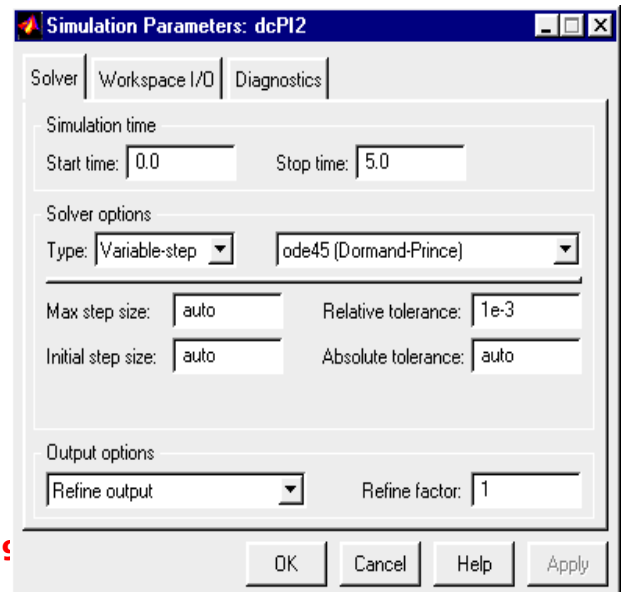 Simulation Parameters: dcPI2
Solver Workspace I/O Diagnostics
Simulation time
Start time: 0.0 Stop time: 5.0
Solver options
Type: Variable-step ode45 (Dormand-Prince)
Max step size: auto Relative tolerance: 1e-3
Initial step size: auto Absolute tolerance: auto
Output options
Refine output Refine factor: 1
OK Cancel Help Apply